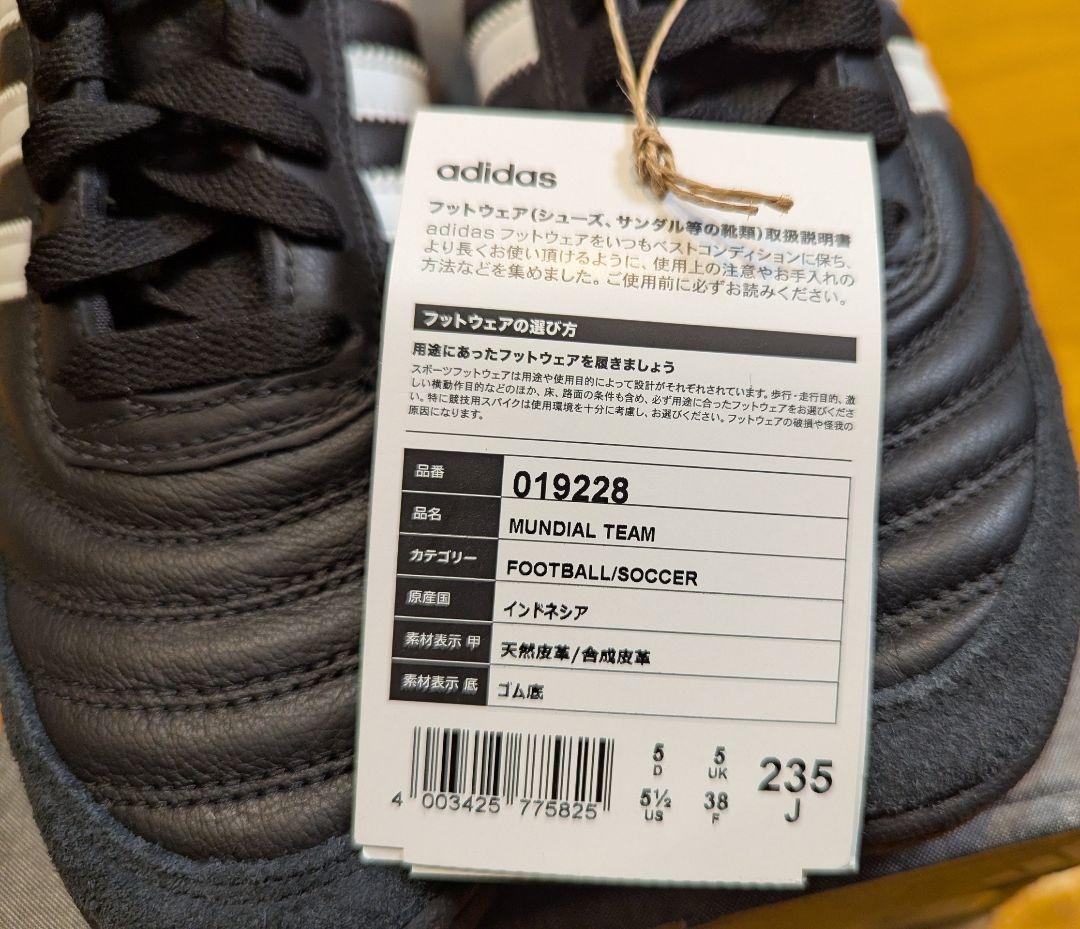 adidas
フットウェア(シューズ、サンダル等の靴類)取扱説明書
adidas フットウェアをいつもベストコンディションに保ち、
より長くお使い頂けるように、使用上の注意やお手入れの
方法などを集めました。ご使用前に必ずお読みください。
フットウェアの選び方
用途にあったフットウェアを履きましょう
スポーツフットウェアは用途や使用目的によって設計がそれぞれされています。歩行・走行目的、激
しい横動作目的などのほか、床、路面の条件も含め、必ず用途に合ったフットウェアをお選びくださ
い。特に競技用スパイクは使用環境を十分に考慮し、お選びください。フットウェアの破損や怪我の
原因になります。
品番 019228
品名 MUNDIAL TEAM
カテゴリー FOOTBALL/SOCCER
原産国 インドネシア
素材表示 甲 天然皮革/合成皮革
素材表示 底 ゴム底
4 003425 775825
5 D 5 UK
5½ US 38 F
235 J